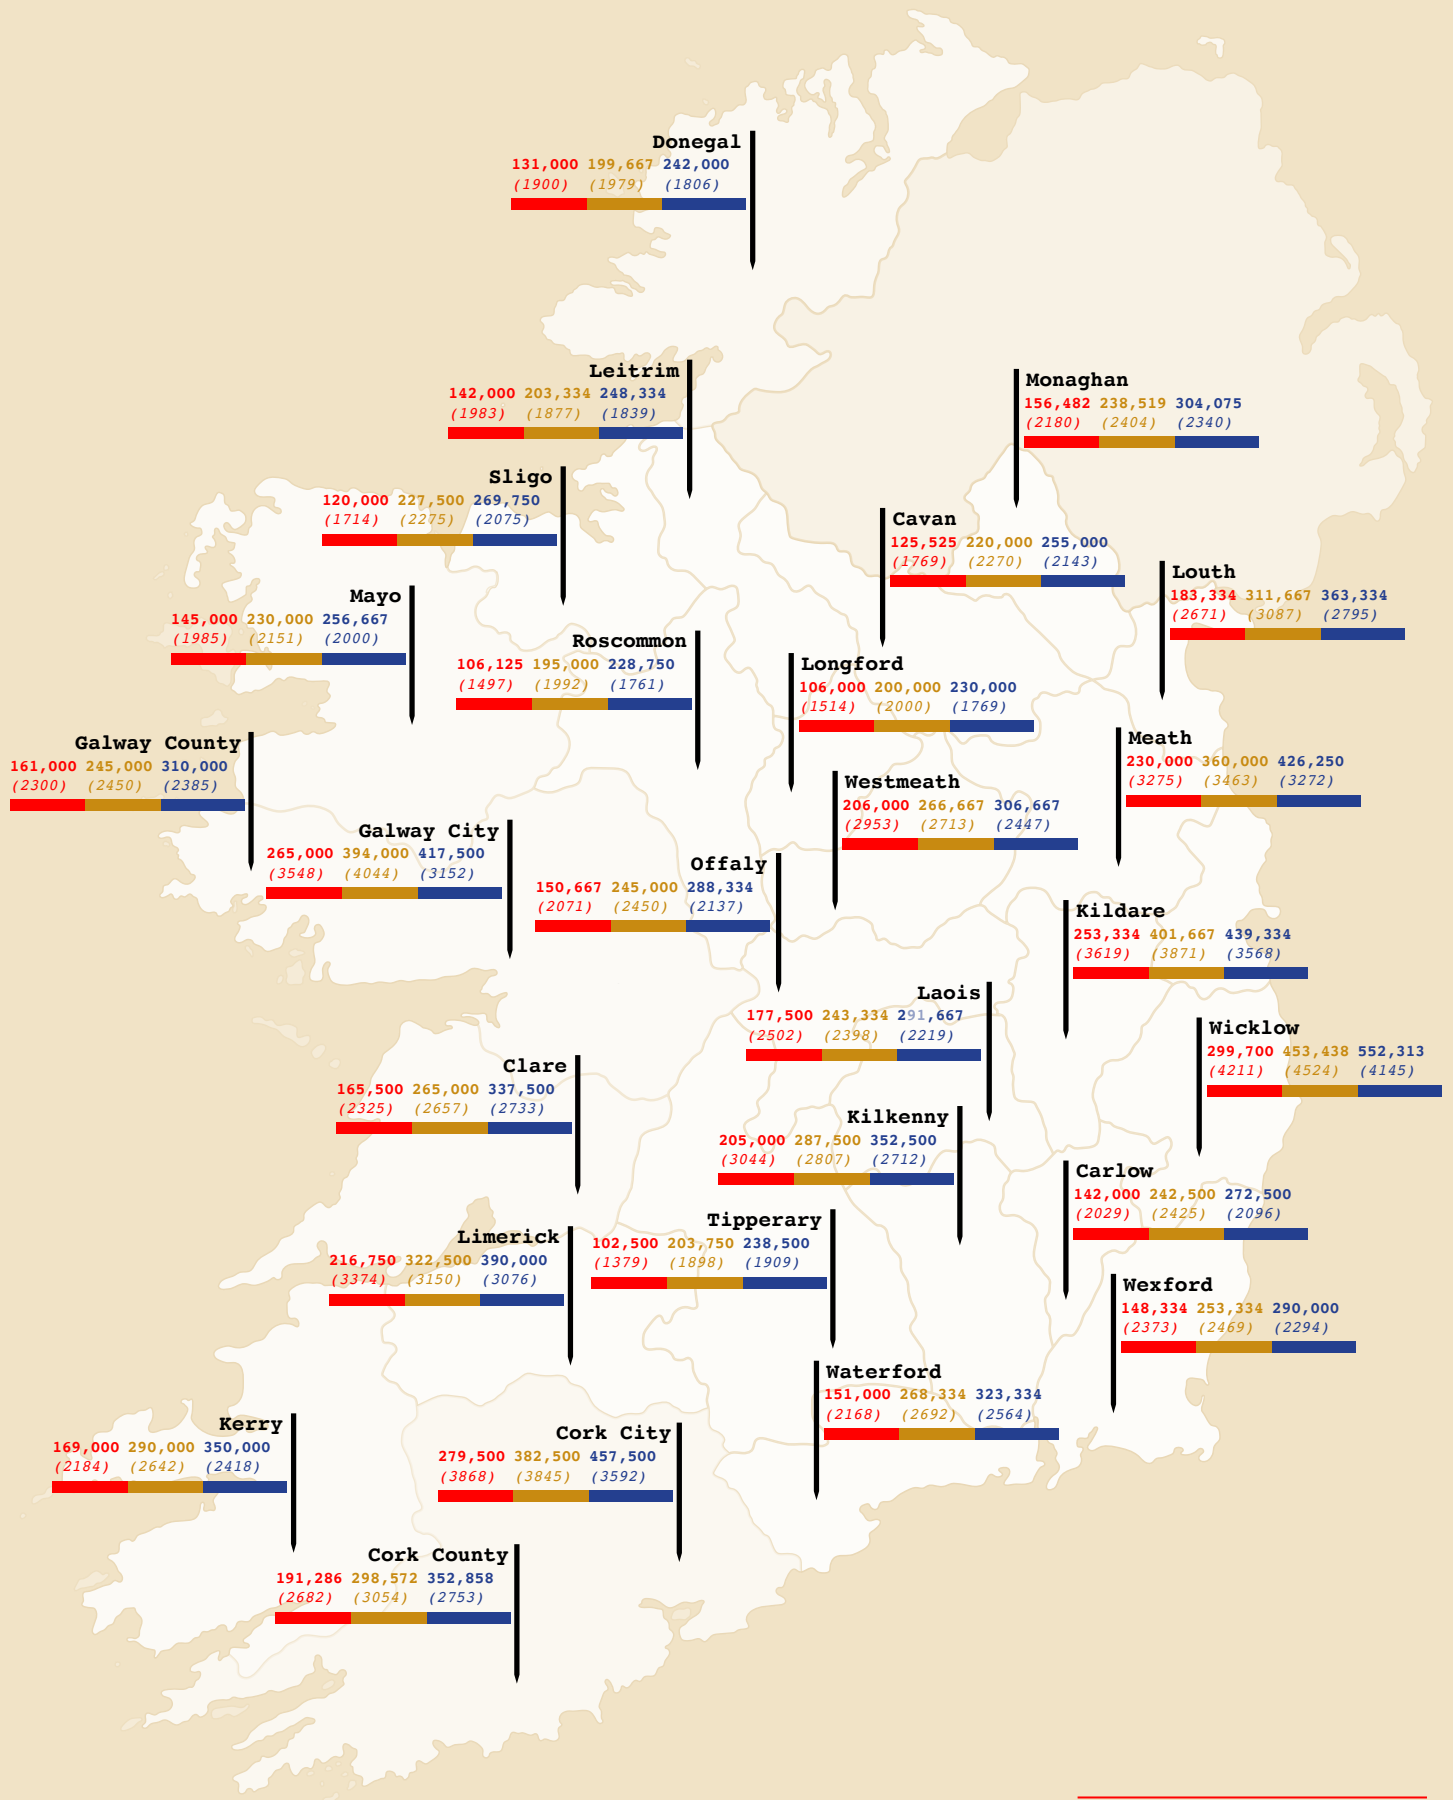 Donegal
131,000 199,667 242,000
(1900) (1979) (1806)
Leitrim
142,000 203,334 248,334
(1983) (1877) (1839)
Monaghan
156,482 238,519 304,075
(2180) (2404) (2340)
Sligo
120,000 227,500 269,750
(1714) (2275) (2075)
Cavan
125,525 220,000 255,000
(1769) (2270) (2143)
Louth
183,334 311,667 363,334
(2671) (3087) (2795)
Mayo
145,000 230,000 256,667
(1985) (2151) (2000)
Roscommon
106,125 195,000 228,750
(1497) (1992) (1761)
Longford
106,000 200,000 230,000
(1514) (2000) (1769)
Meath
230,000 360,000 426,250
(3275) (3463) (3272)
Galway County
161,000 245,000 310,000
(2300) (2450) (2385)
Westmeath
206,000 266,667 306,667
(2953) (2713) (2447)
Galway City
265,000 394,000 417,500
(3548) (4044) (3152)
Offaly
150,667 245,000 288,334
(2071) (2450) (2137)
Kildare
253,334 401,667 439,334
(3619) (3871) (3568)
Laois
177,500 243,334 291,667
(2502) (2398) (2219)
Wicklow
299,700 453,438 552,313
(4211) (4524) (4145)
Clare
165,500 265,000 337,500
(2325) (2657) (2733)
Kilkenny
205,000 287,500 352,500
(3044) (2807) (2712)
Carlow
142,000 242,500 272,500
(2029) (2425) (2096)
Tipperary
102,500 203,750 238,500
(1379) (1898) (1909)
Limerick
216,750 322,500 390,000
(3374) (3150) (3076)
Wexford
148,334 253,334 290,000
(2373) (2469) (2294)
Waterford
151,000 268,334 323,334
(2168) (2692) (2564)
Kerry
169,000 290,000 350,000
(2184) (2642) (2418)
Cork City
279,500 382,500 457,500
(3868) (3845) (3592)
Cork County
191,286 298,572 352,858
(2682) (3054) (2753)